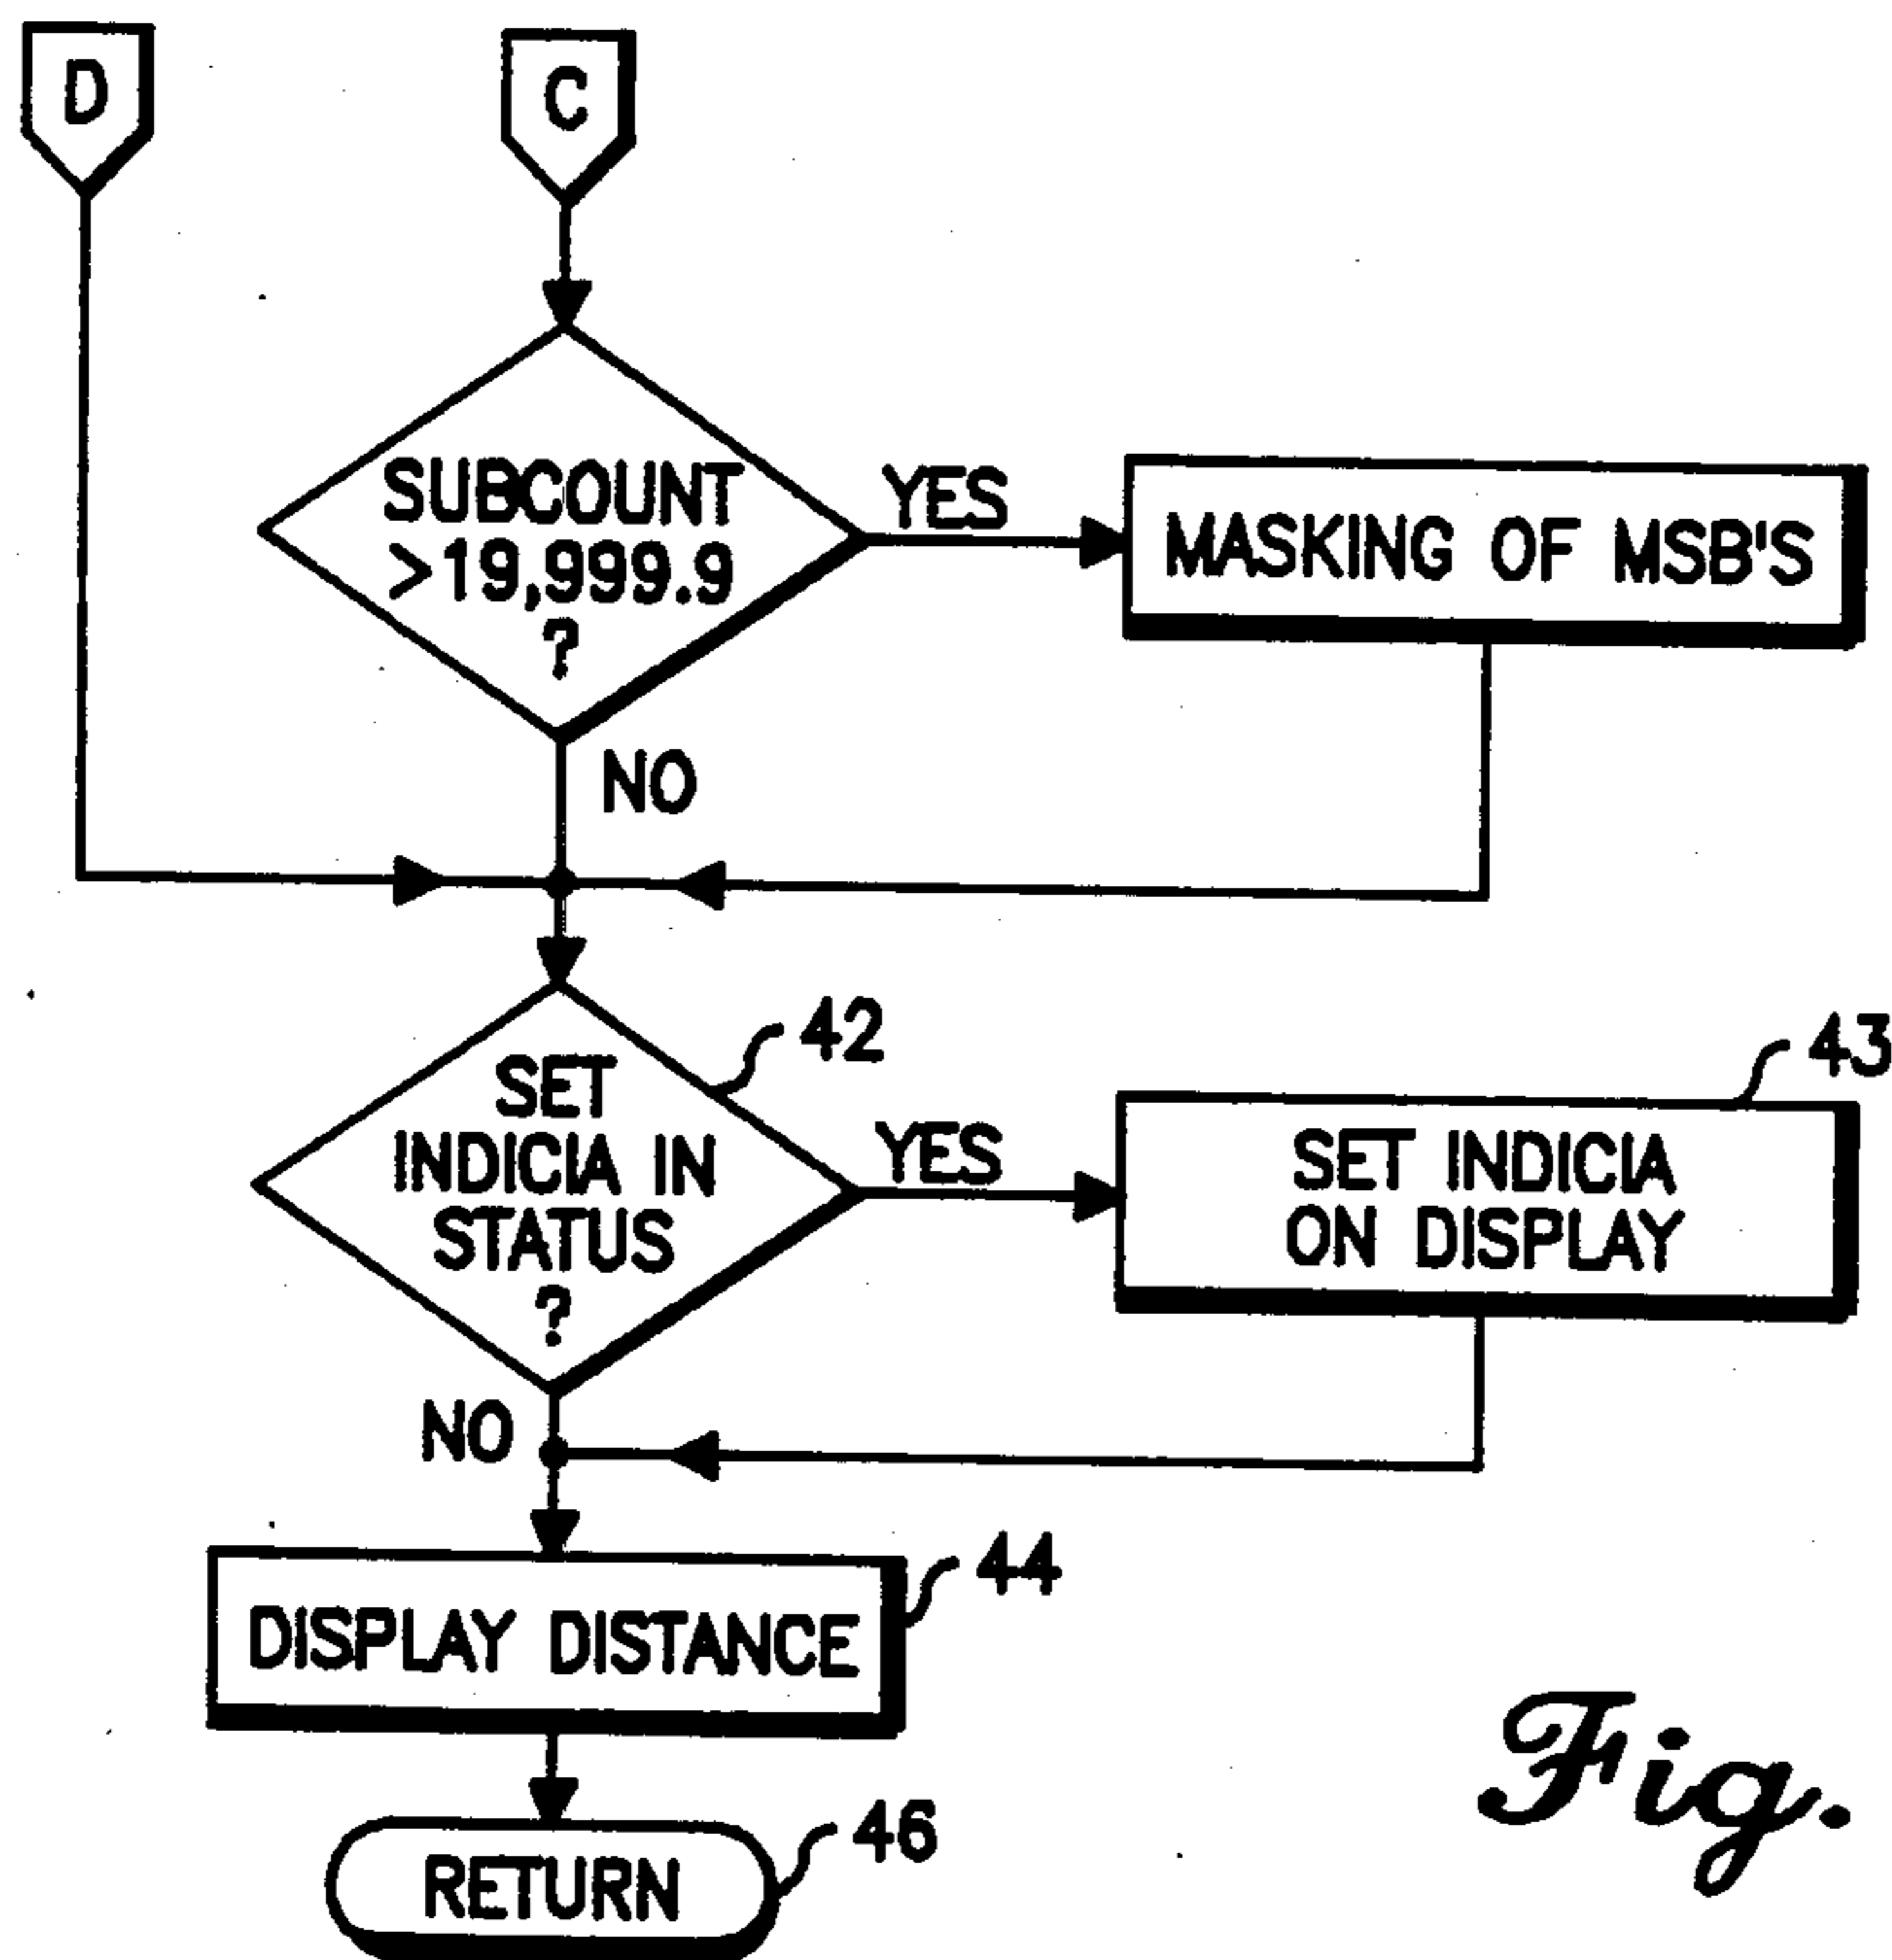 D
C
SUBCOUNT
>19,999.9
?
YES
MASKING OF MSB'S
NO
42
43
SET
INDICIA IN
STATUS
?
YES
SET INDICIA
ON DISPLAY
NO
44
DISPLAY DISTANCE
46
RETURN
Fig.